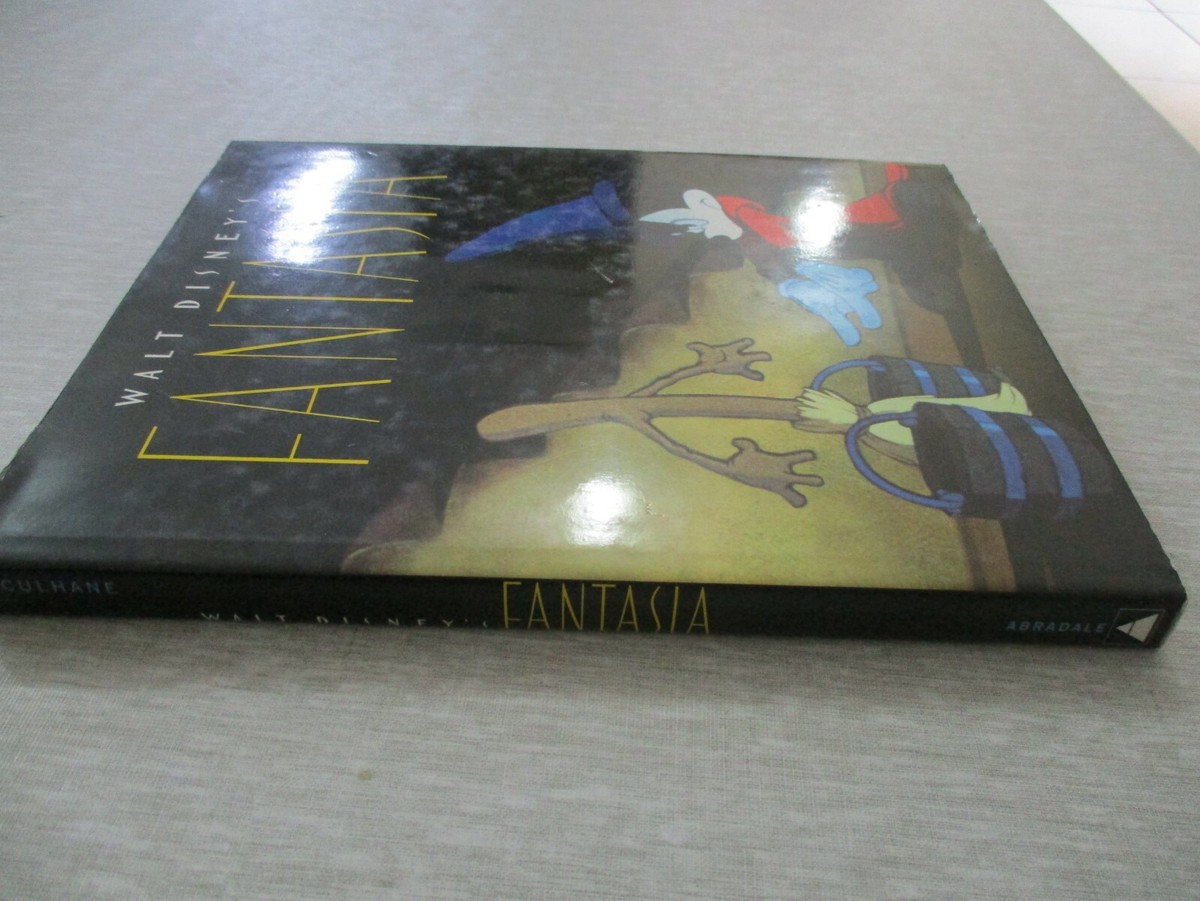 WALT DISNEY'S
FANTASIA
CULHANE
WALT DISNEY'S FANTASIA
ABRADALE